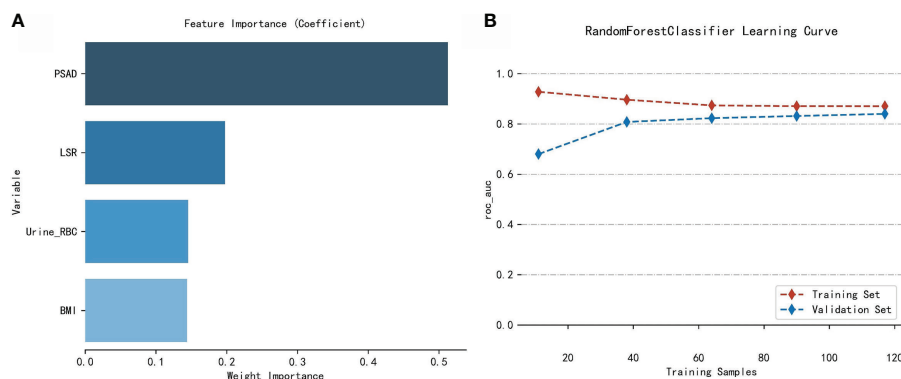 A
Feature Importance (Coefficient)
Variable
PSAD
LSR
Urine_RBC
BMI
0.0 0.1 0.2 0.3 0.4 0.5
Weight Importance
B
RandomForestClassifier Learning Curve
roc_auc
1.0
0.8
0.6
0.4
0.2
0.0
Training Set
Validation Set
20 40 60 80 100 120
Training Samples